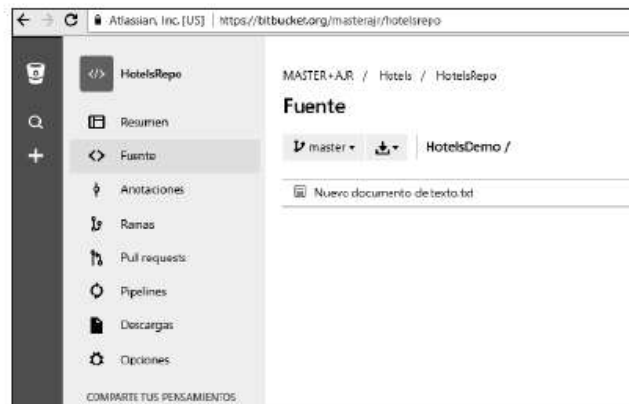 Atlassian, Inc. [US] | https://bitbucket.org/masterajr/hotelsrepo
HotelsRepo
Resumen
Fuente
Anotaciones
Ramas
Pull requests
Pipelines
Descargas
Opciones
COMPARTE TUS PENSAMIENTOS
MASTER+AJR / Hotels / HotelsRepo
Fuente
master
HotelsDemo /
Nuevo documento de texto.txt